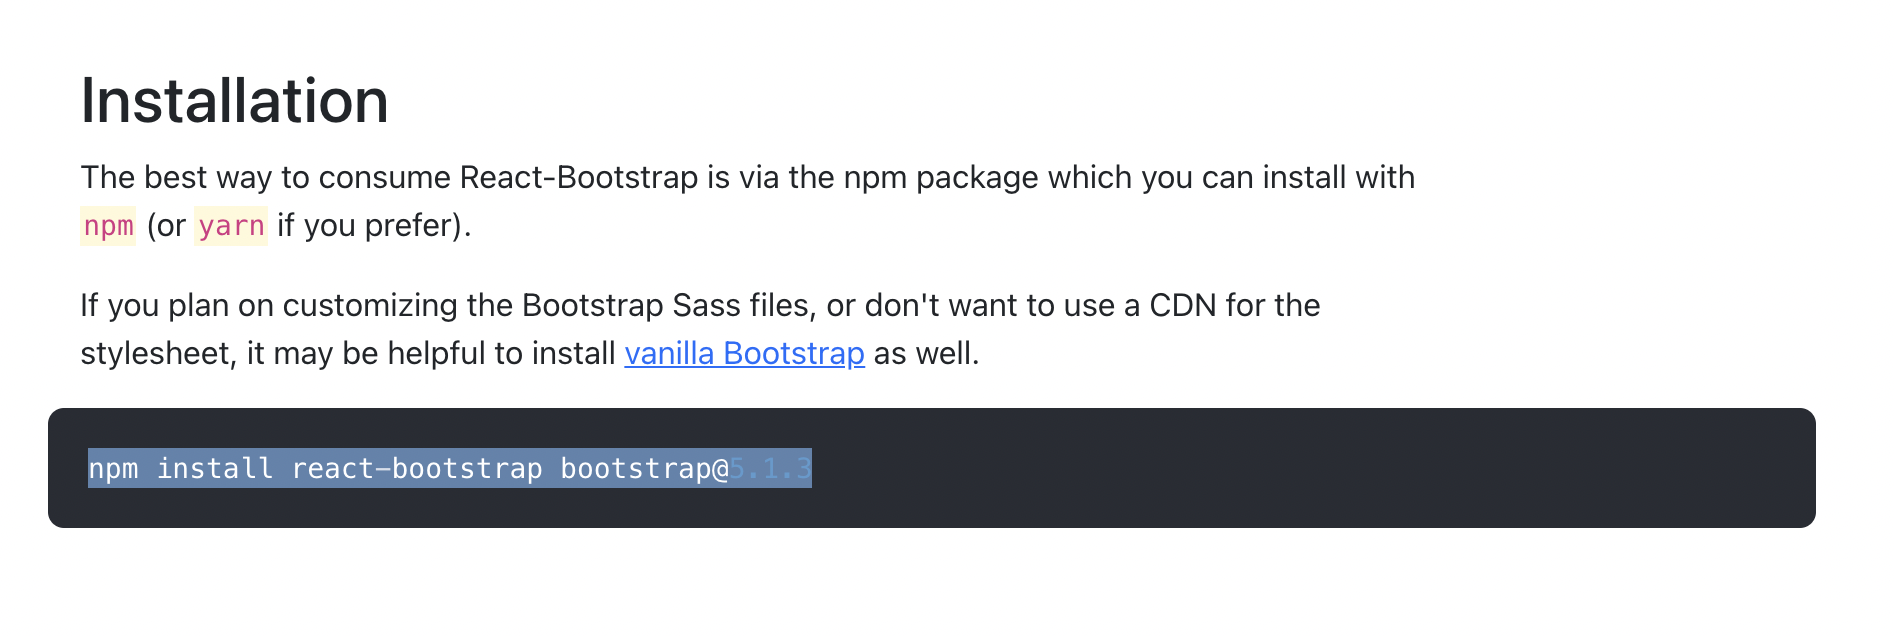 Installation
The best way to consume React-Bootstrap is via the npm package which you can install with
npm (or yarn if you prefer).
If you plan on customizing the Bootstrap Sass files, or don't want to use a CDN for the
stylesheet, it may be helpful to install vanilla Bootstrap as well.
npm install react-bootstrap bootstrap@5.1.3